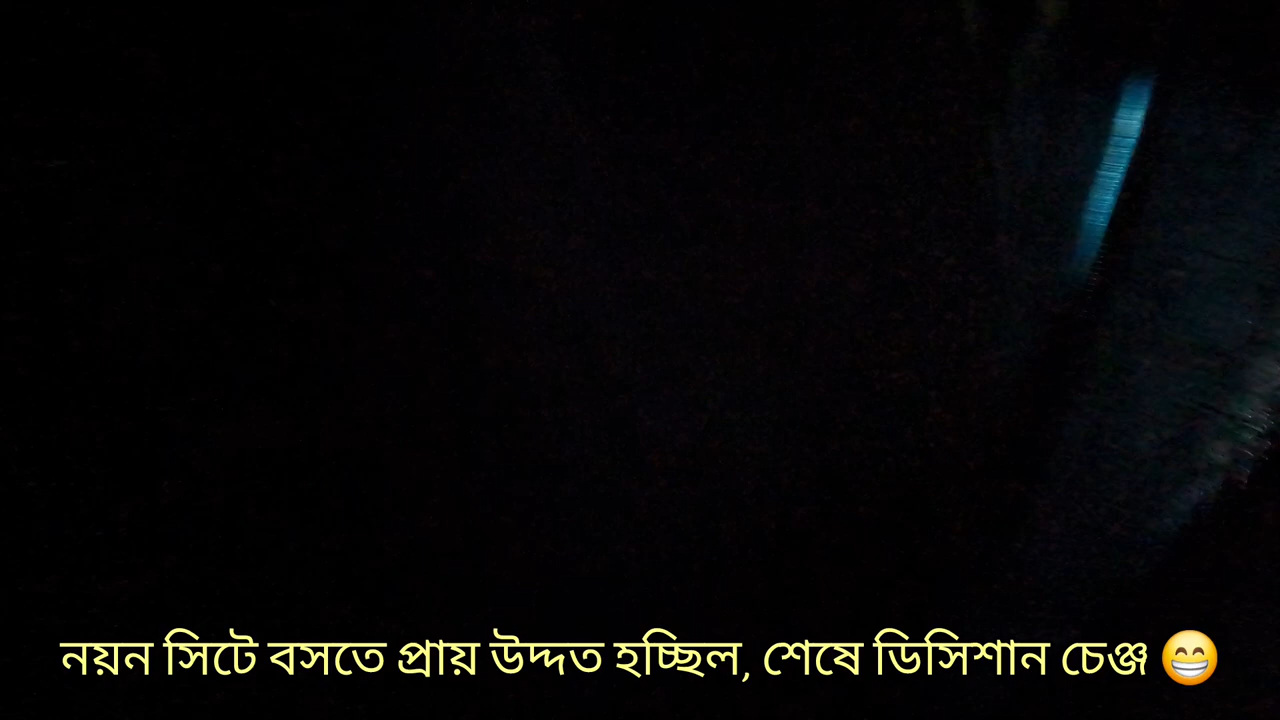 নয়ন সিটে বসতে প্রায় উদ্দত হচ্ছিল, শেষে ডিসিশান চেঞ্জ 😁